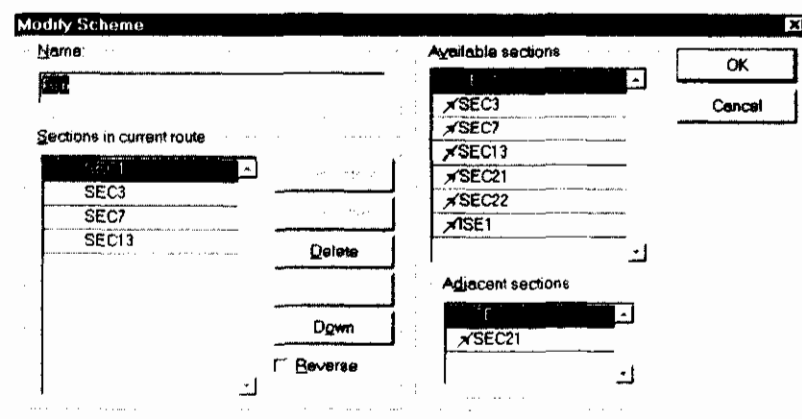 Modify Scheme
Name:
Sections in current route
SEC3
SEC7
SEC13
Delete
Down
Reverse
Available sections
SEC3
SEC7
SEC13
SEC21
SEC22
ISE1
Adjacent sections
SEC21
OK
Cancel